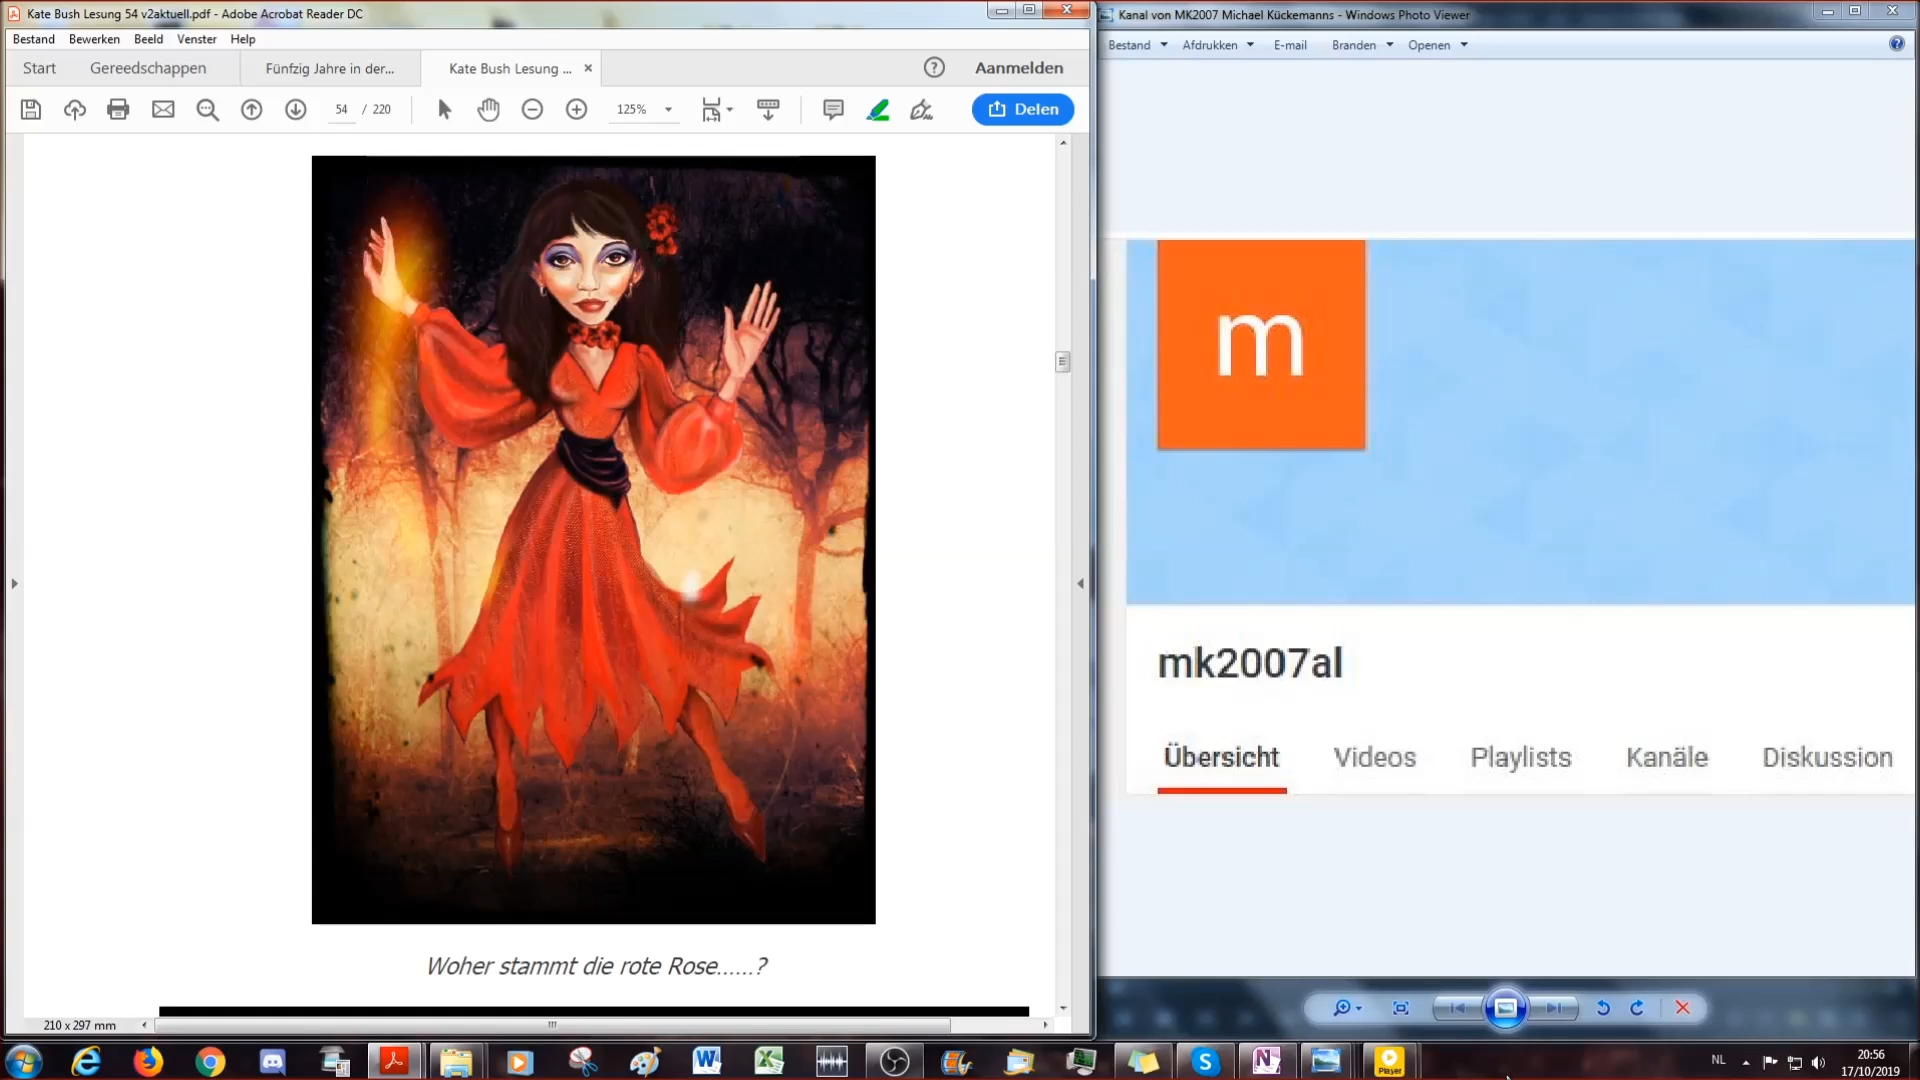 Kate Bush Lesung 54 v2aktuell.pdf - Adobe Acrobat Reader DC
Bestand Bewerken Beeld Venster Help
Start Gereedschappen Fünfzig Jahre in der... Kate Bush Lesung ... × Aanmelden
54 / 220 125% Delen
Woher stammt die rote Rose......?
210 x 297 mm
Kanal von MK2007 Michael Kückemanns - Windows Photo Viewer
Bestand Afdrukken E-mail Branden Openen
m
mk2007al
Übersicht Videos Playlists Kanäle Diskussion
Player
NL 20:56
17/10/2019